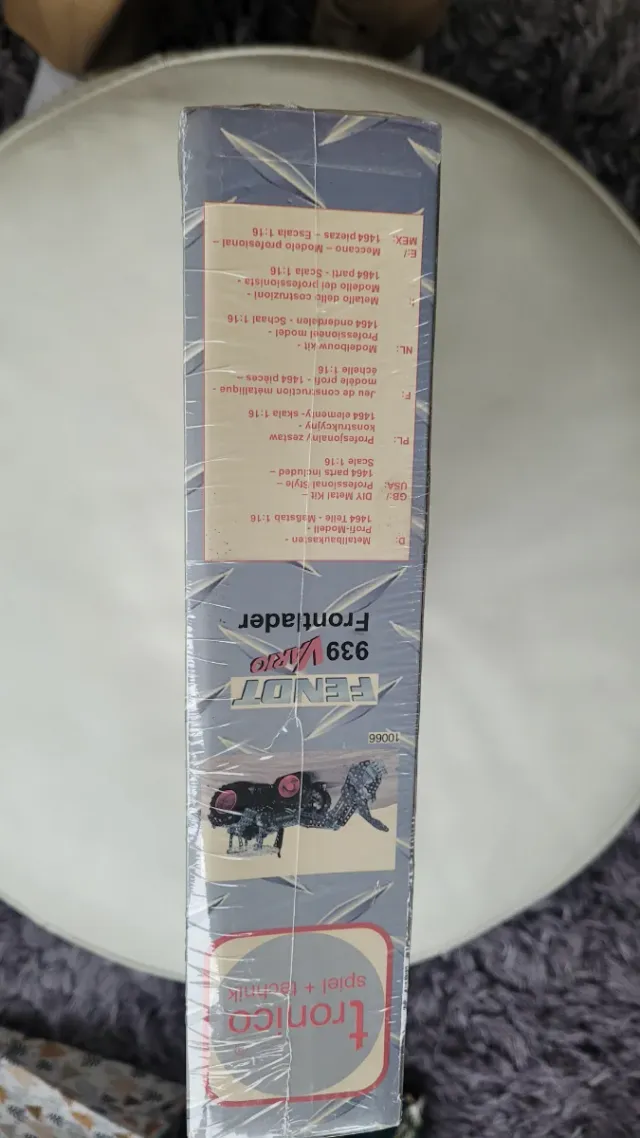 tronico
spiel + technik
10066
FENDT
939 VARIO
Frontlader
D: Metallbaukasten -
Profi-Modell -
1464 Teile - Maßstab 1:16
GB/ DIY Metal Kit –
USA: Professional Style –
1464 parts included –
Scale 1:16
PL: Profesjonalny zestaw
konstrukcyjny -
1464 elementy- skala 1:16
F: Jeu de construction métallique -
modèle profi - 1464 pièces –
échelle 1:16
NL: Modelbouw kit -
Professioneel model -
1464 onderdelen - Schaal 1:16
I: Metallo dello costruzioni -
Modello del professionista -
1464 parti - Scala 1:16
E:/ Meccano – Modelo profesional –
MEX: 1464 piezas – Escala 1:16